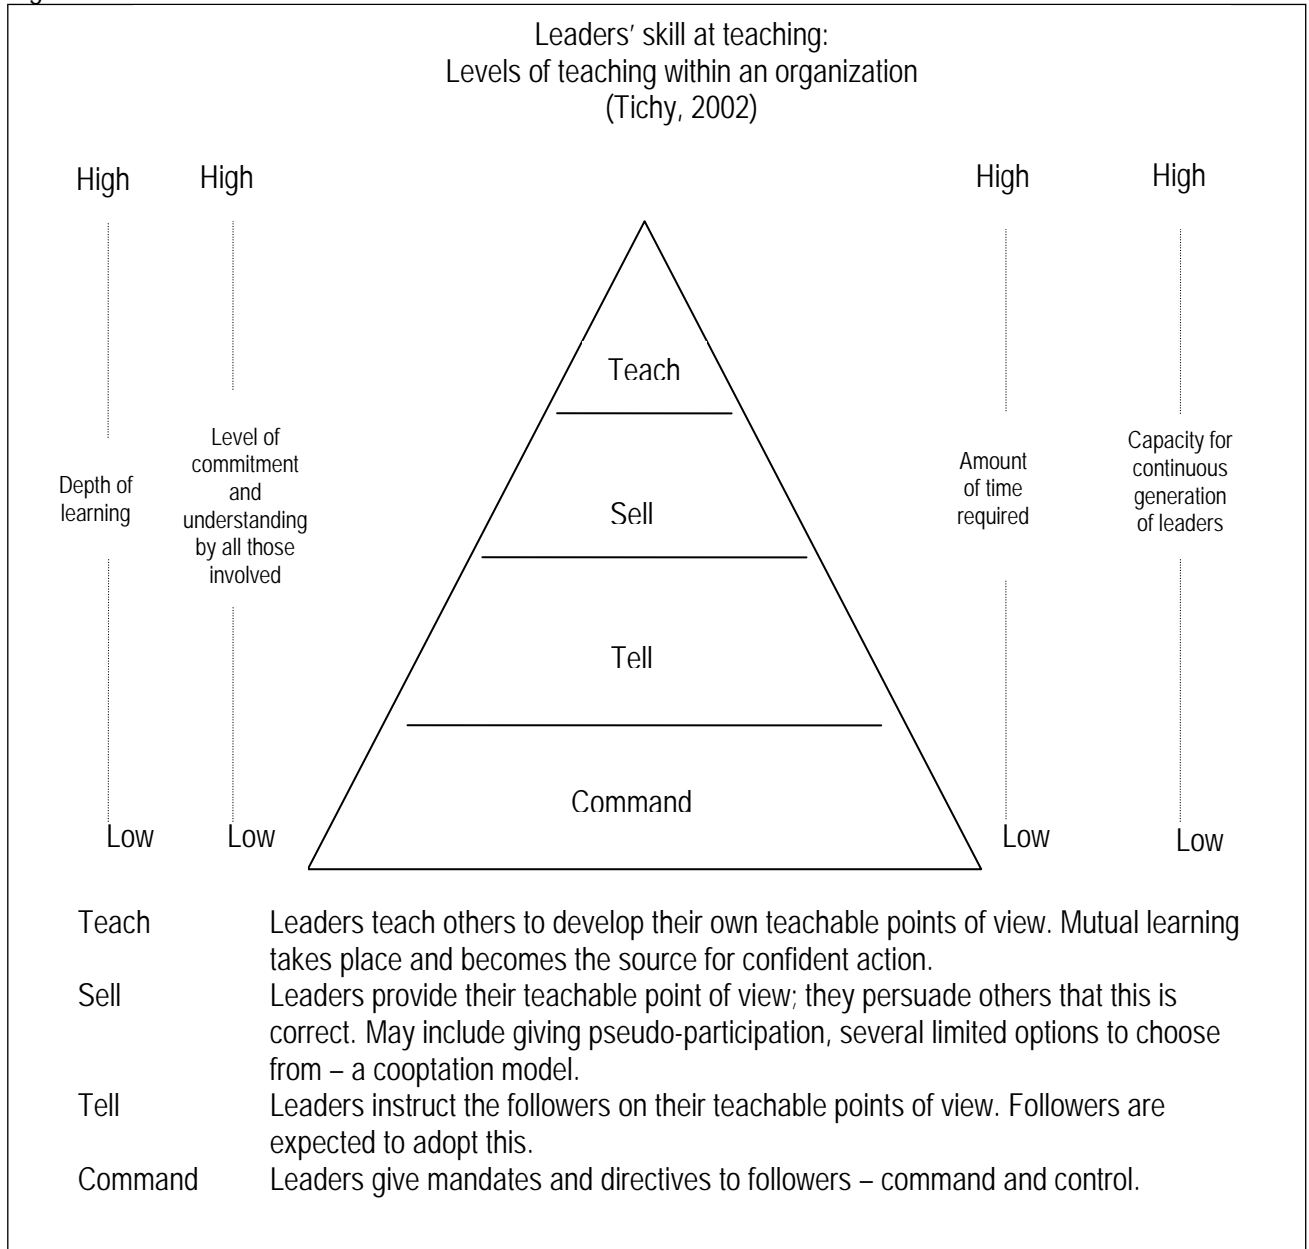 Leaders' skill at teaching:
Levels of teaching within an organization
(Tichy, 2002)
High
High
High
High
Teach
Level of
commitment
and
understanding
by all those
involved
Depth of
learning
Sell
Amount
of time
required
Capacity for
continuous
generation
of leaders
Tell
Command
Low
Low
Low
Low
Teach Leaders teach others to develop their own teachable points of view. Mutual learning
takes place and becomes the source for confident action.
Sell Leaders provide their teachable point of view; they persuade others that this is
correct. May include giving pseudo-participation, several limited options to choose
from – a cooptation model.
Tell Leaders instruct the followers on their teachable points of view. Followers are
expected to adopt this.
Command Leaders give mandates and directives to followers – command and control.